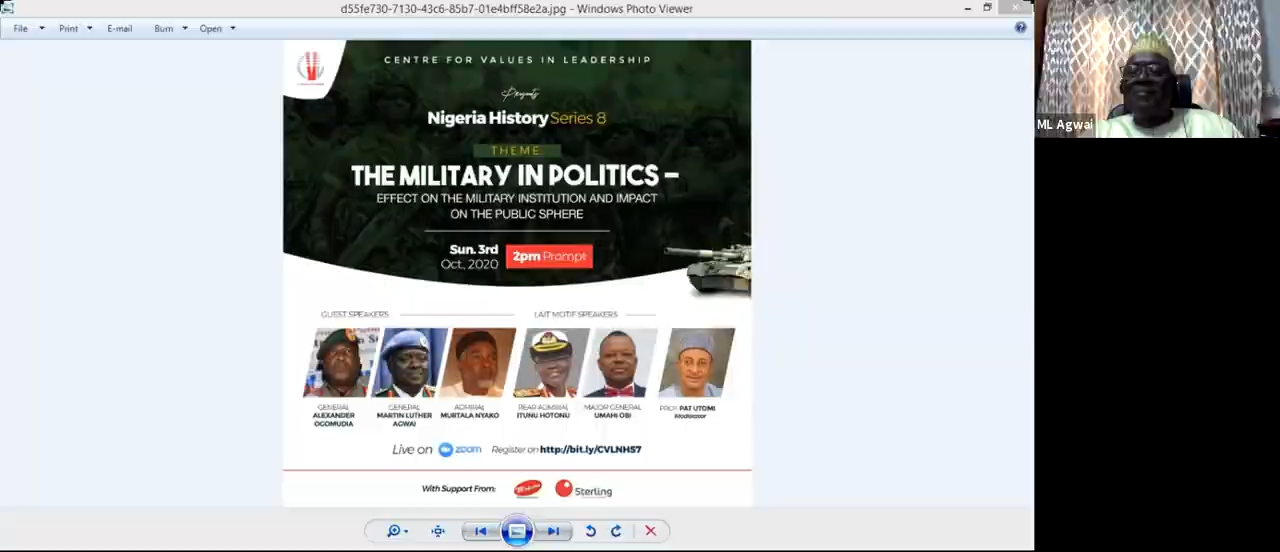 d55fe730-7130-43c6-85b7-01e4bff58e2a.jpg - Windows Photo Viewer
File Print E-mail Burn Open
CENTRE FOR VALUES IN LEADERSHIP
Presents
Nigeria History Series 8
THEME
THE MILITARY IN POLITICS –
EFFECT ON THE MILITARY INSTITUTION AND IMPACT
ON THE PUBLIC SPHERE
Sun. 3rd
Oct., 2020
2pm Prompt
GUEST SPEAKERS
LAIT MOTIF SPEAKERS
GENERAL
ALEXANDER
OGOMUDIA
GENERAL
MARTIN LUTHER
AGWAI
ADMIRAL
MURTALA NYAKO
REAR ADMIRAL
ITUNU HOTONU
MAJOR GENERAL
UMAHI OBI
PROF. PAT UTOMI
Moderator
Live on zoom Register on http://bit.ly/CVLNHS7
With Support From:
Sterling
ML Agwai